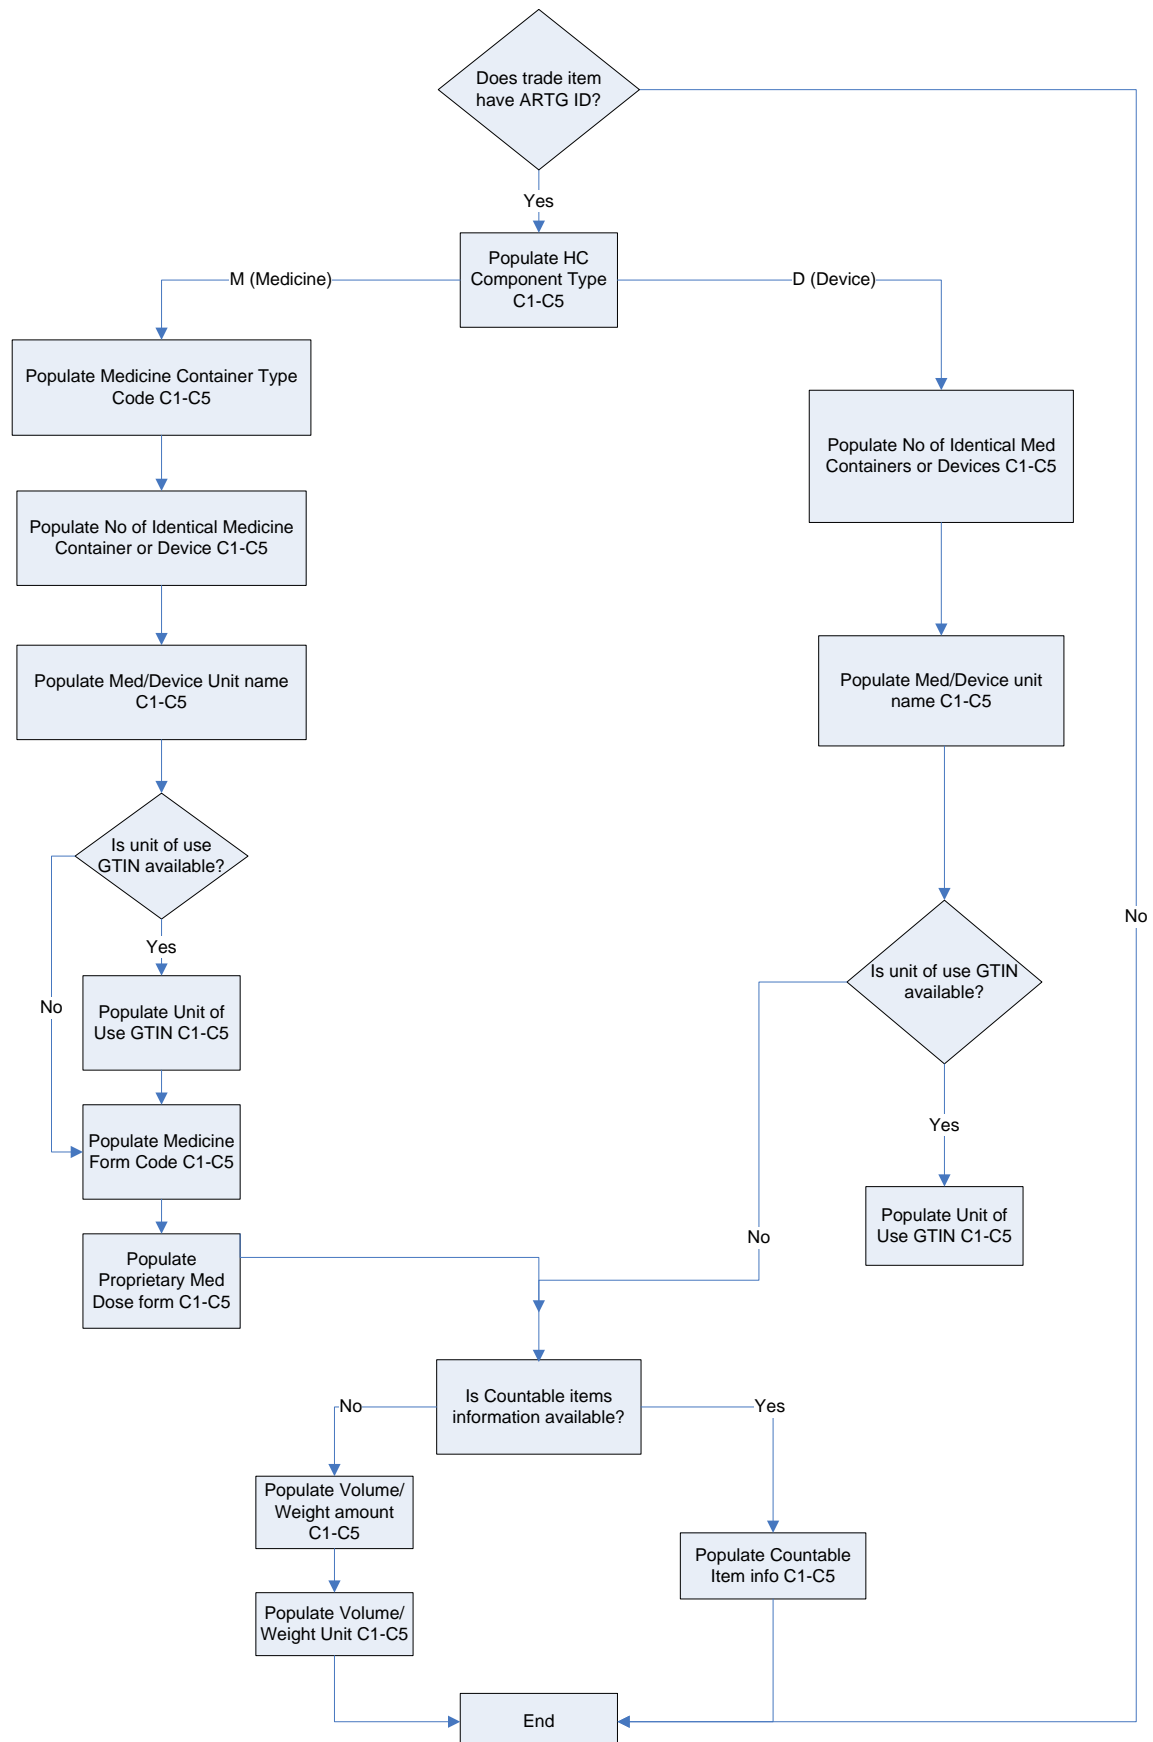 Does trade item
have ARTG ID?
Yes
Populate HC
Component Type
C1-C5
M (Medicine)
D (Device)
Populate Medicine Container Type
Code C1-C5
Populate No of Identical Med
Containers or Devices C1-C5
Populate No of Identical Medicine
Container or Device C1-C5
Populate Med/Device Unit name
C1-C5
Populate Med/Device unit
name C1-C5
Is unit of use
GTIN available?
No
Yes
Is unit of use GTIN
available?
No
Populate Unit of
Use GTIN C1-C5
Yes
Populate Medicine
Form Code C1-C5
Populate Unit of
Use GTIN C1-C5
No
Populate
Proprietary Med
Dose form C1-C5
Is Countable items
information available?
No
Yes
Populate Volume/
Weight amount
C1-C5
Populate Countable
Item info C1-C5
Populate Volume/
Weight Unit C1-C5
End